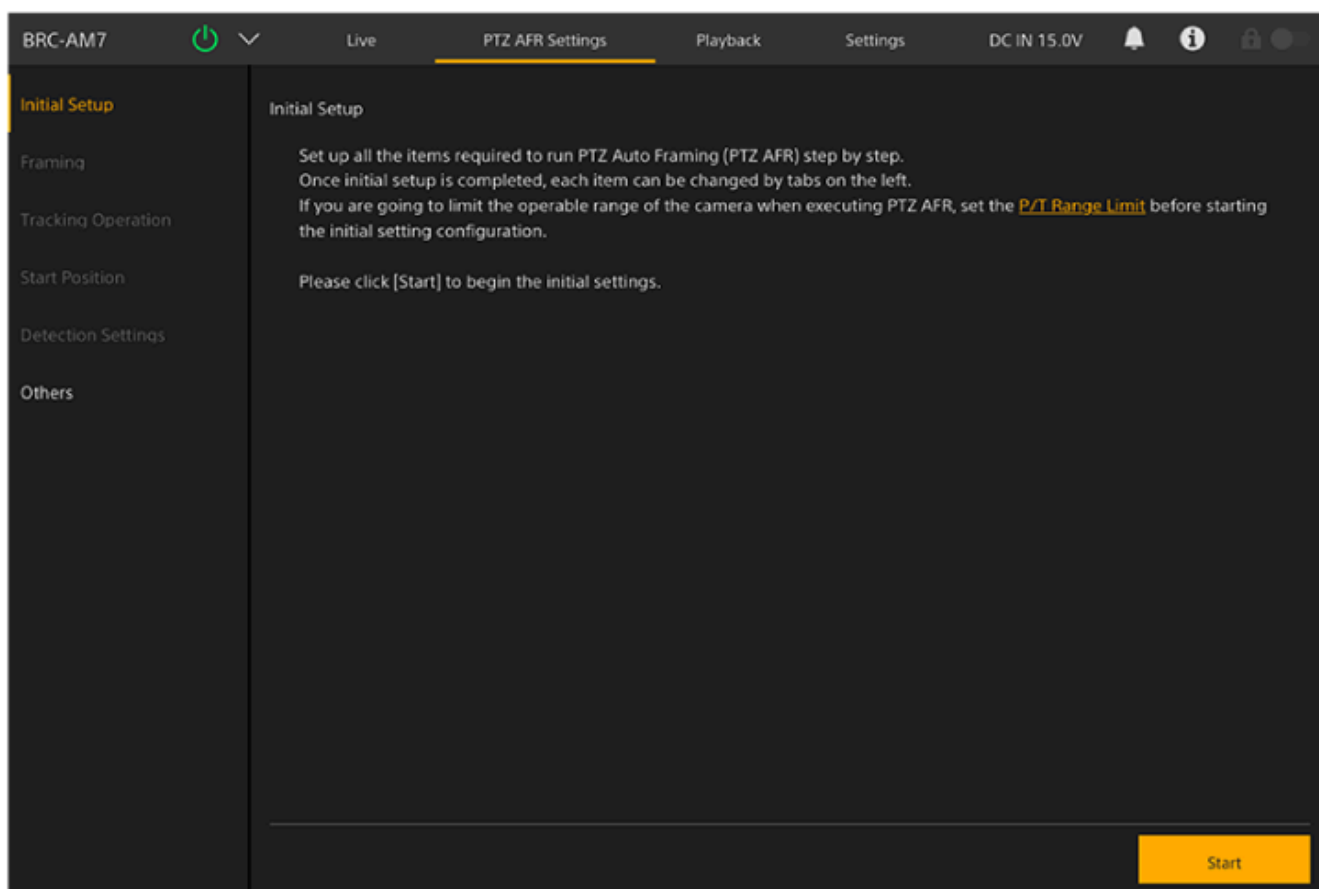 BRC-AM7 Live PTZ AFR Settings Playback Settings DC IN 15.0V
Initial Setup
Framing
Tracking Operation
Start Position
Detection Settings
Others
Initial Setup
Set up all the items required to run PTZ Auto Framing (PTZ AFR) step by step.
Once initial setup is completed, each item can be changed by tabs on the left.
If you are going to limit the operable range of the camera when executing PTZ AFR, set the P/T Range Limit before starting
the initial setting configuration.
Please click [Start] to begin the initial settings.
Start